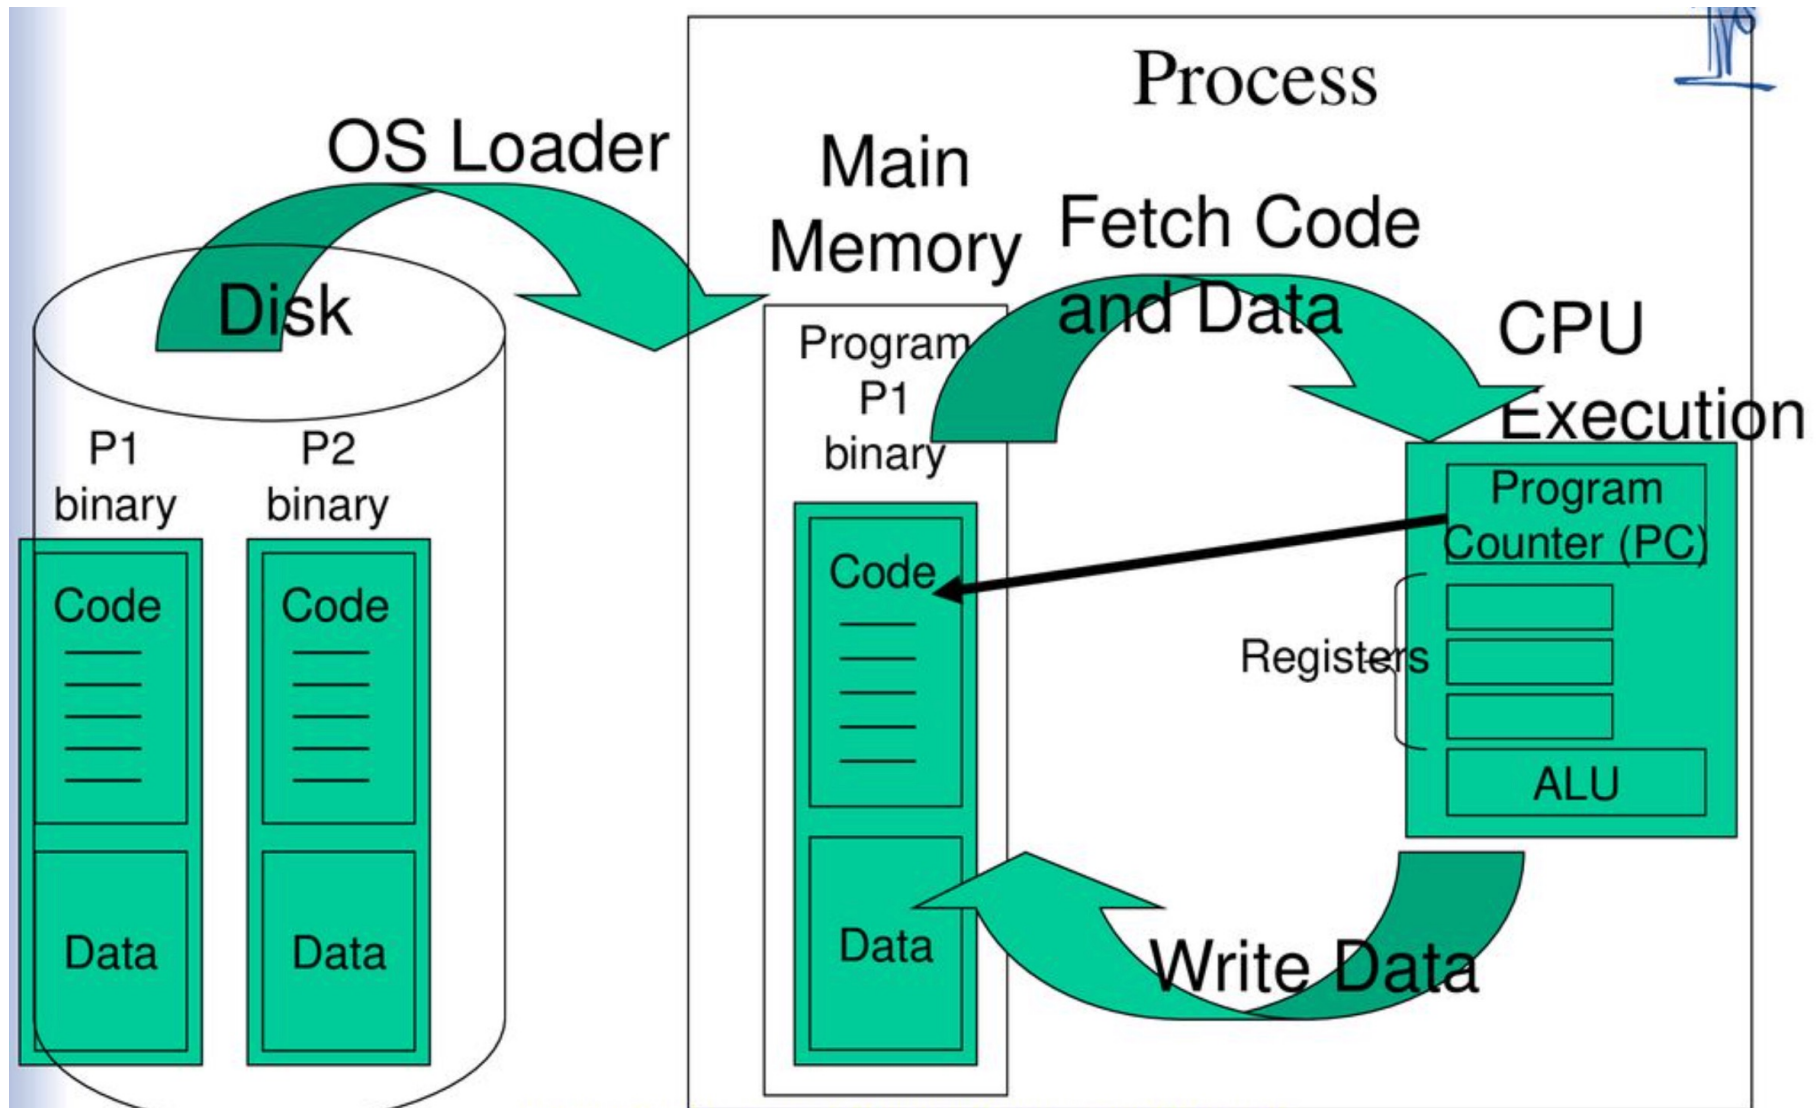 Process
OS Loader
Main
Memory
Fetch Code
and Data
Disk
CPU
Execution
P1
binary
P2
binary
Code
Data
Code
Data
Program
P1
binary
Code
Data
Program
Counter (PC)
Registers
ALU
Write Data